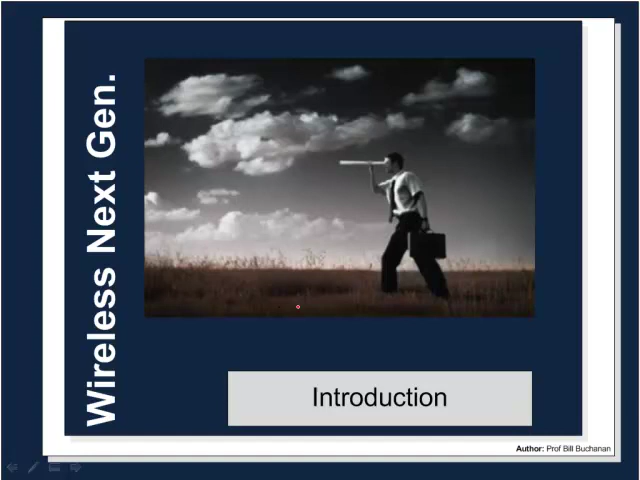 Wireless Next Gen.
Introduction
Author: Prof Bill Buchanan